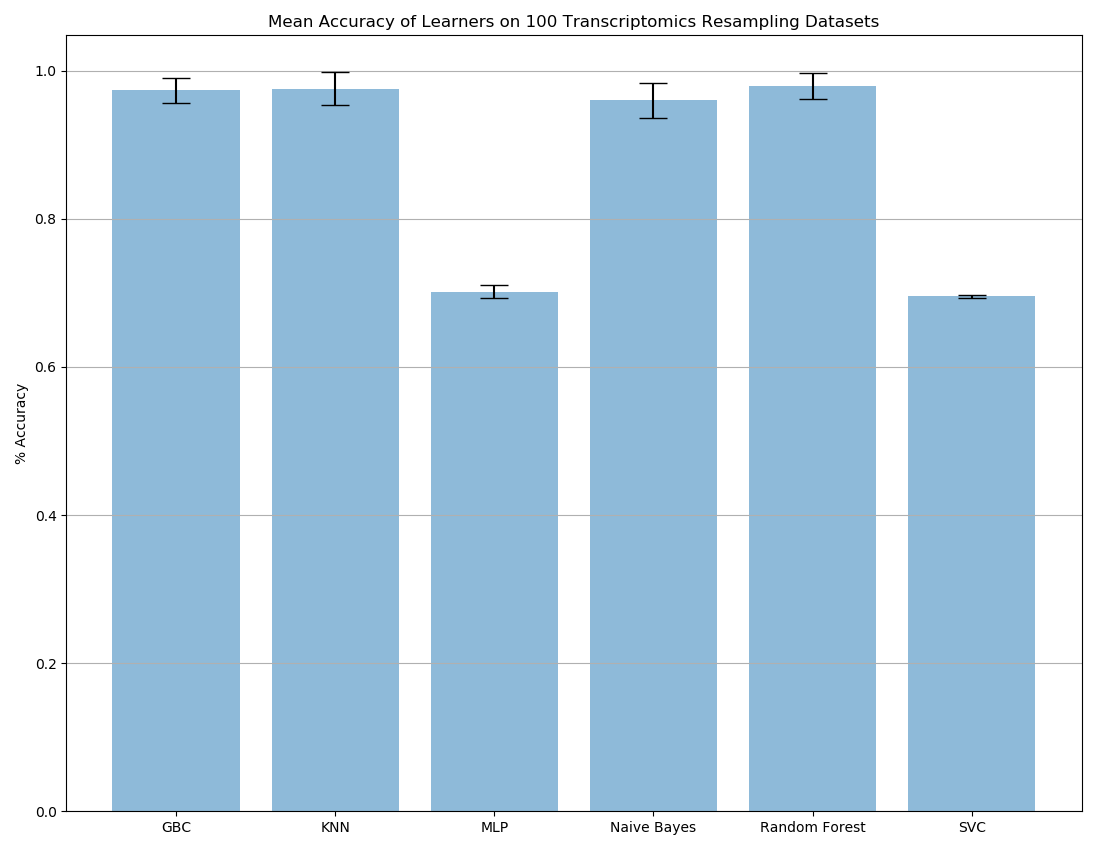 Mean Accuracy of Learners on 100 Transcriptomics Resampling Datasets
% Accuracy
1.0
0.8
0.6
0.4
0.2
0.0
GBC KNN MLP Naive Bayes Random Forest SVC